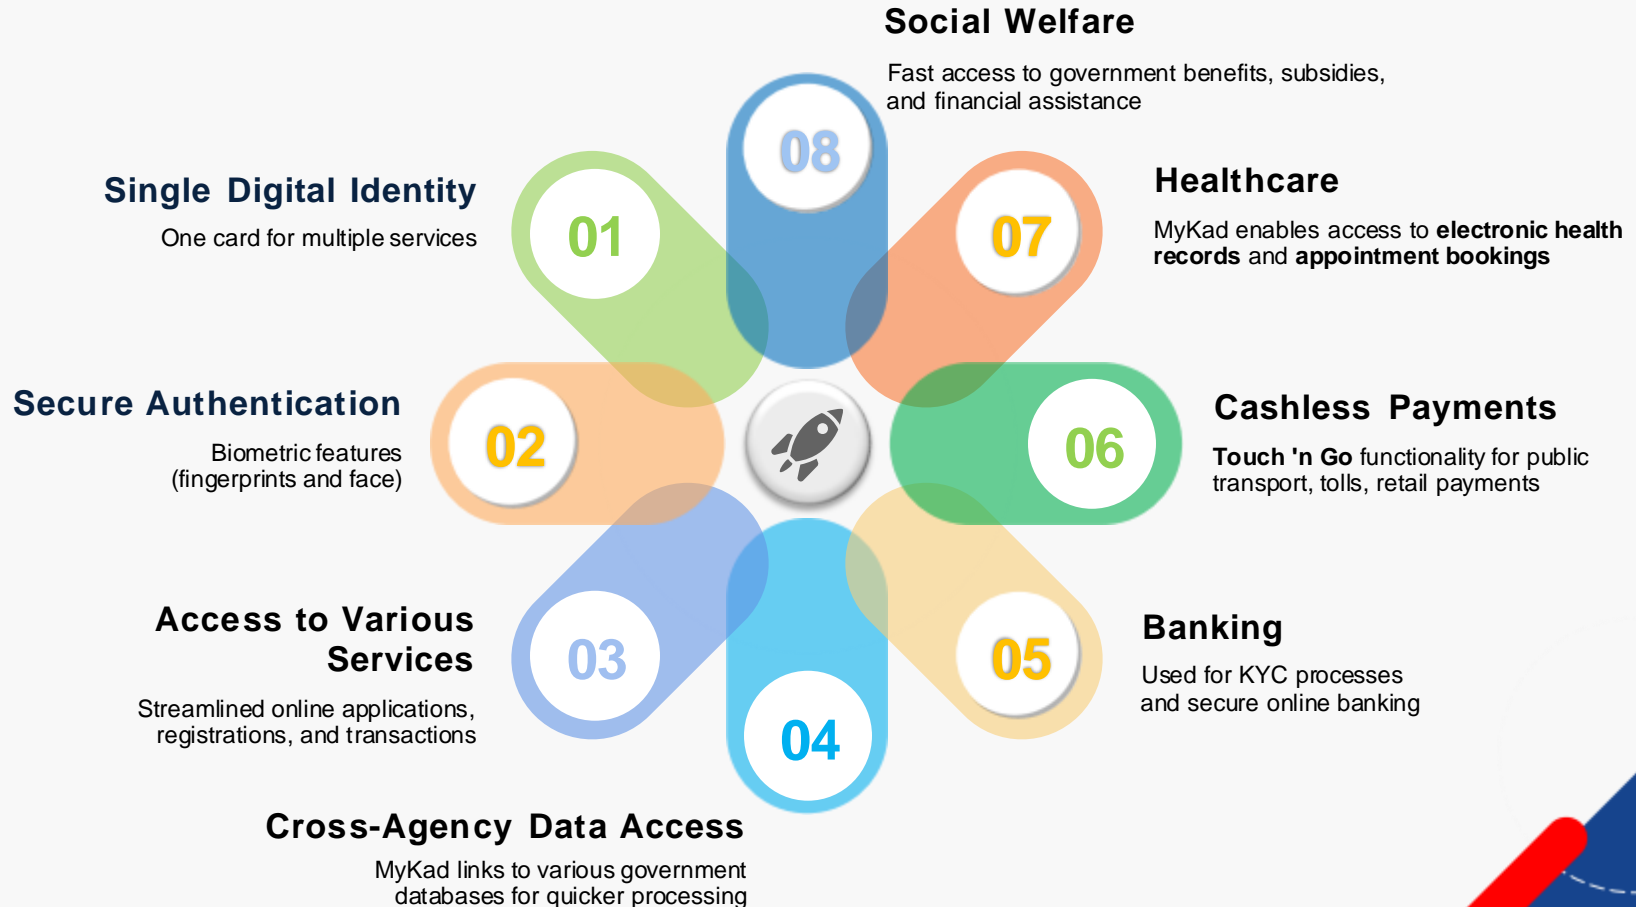 Social Welfare
Fast access to government benefits, subsidies,
and financial assistance
08
Single Digital Identity
One card for multiple services
01
07
Healthcare
MyKad enables access to electronic health
records and appointment bookings
Secure Authentication
Biometric features
(fingerprints and face)
02
06
Cashless Payments
Touch 'n Go functionality for public
transport, tolls, retail payments
Access to Various
Services
Streamlined online applications,
registrations, and transactions
03
05
Banking
Used for KYC processes
and secure online banking
04
Cross-Agency Data Access
MyKad links to various government
databases for quicker processing